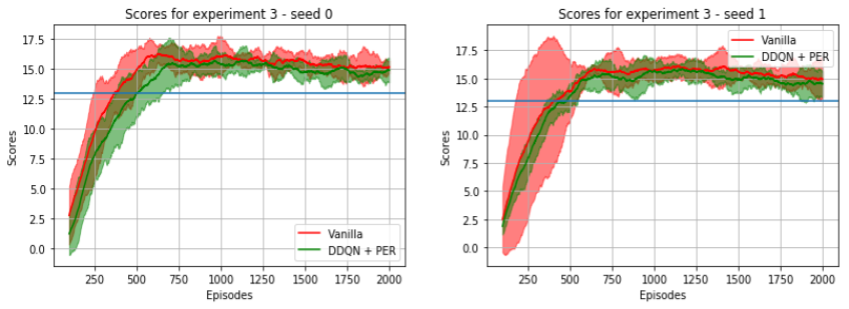 Scores for experiment 3 - seed 0
Scores
17.5
15.0
12.5
10.0
7.5
5.0
2.5
0.0
Vanilla
DDQN + PER
250 500 750 1000 1250 1500 1750 2000
Episodes
Scores for experiment 3 - seed 1
Scores
17.5
15.0
12.5
10.0
7.5
5.0
2.5
0.0
Vanilla
DDQN + PER
250 500 750 1000 1250 1500 1750 2000
Episodes